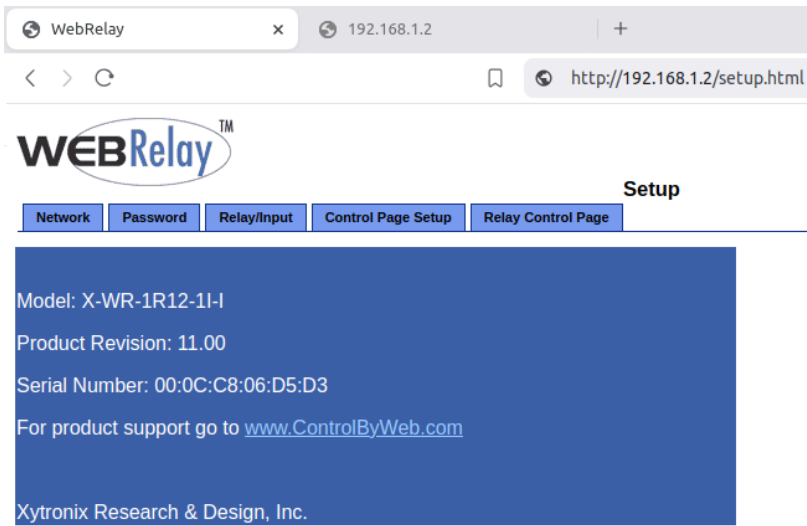 WebRelay
192.168.1.2
http://192.168.1.2/setup.html
WEBRelay™
Setup
Network Password Relay/Input Control Page Setup Relay Control Page
Model: X-WR-1R12-1I-I
Product Revision: 11.00
Serial Number: 00:0C:C8:06:D5:D3
For product support go to www.ControlByWeb.com
Xytronix Research & Design, Inc.